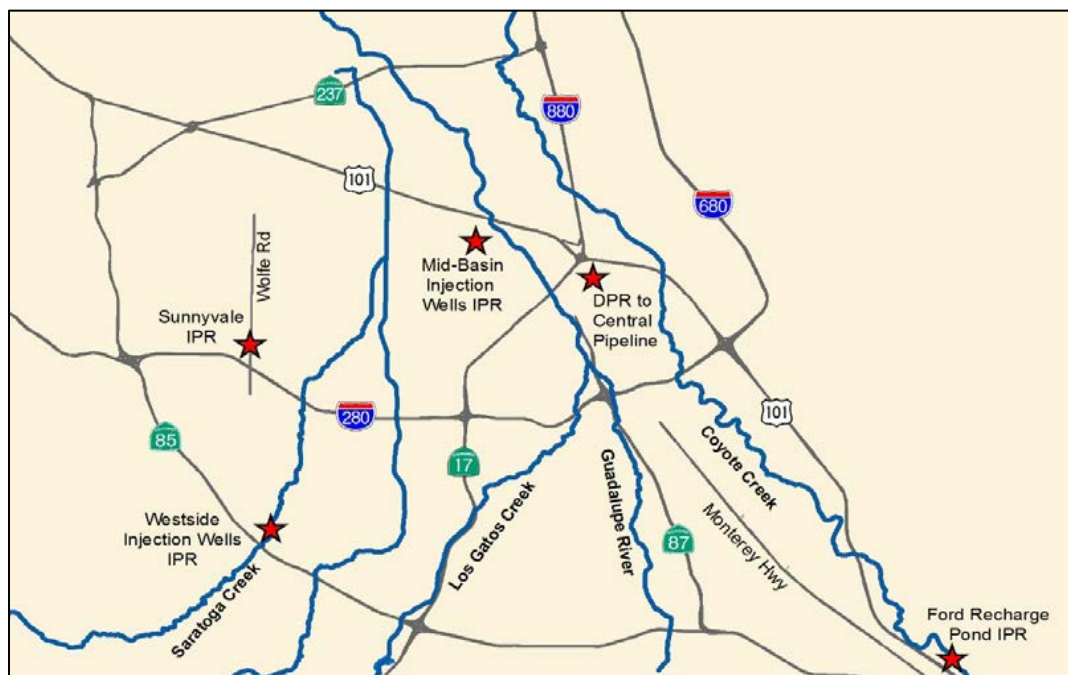 237
880
101
680
Wolfe Rd
Mid-Basin
Injection
Wells IPR
DPR to
Central
Pipeline
Sunnyvale
IPR
280
101
85
17
Coyote Creek
Guadalupe River
Los Gatos Creek
Monterey Hwy
87
Westside
Injection Wells
IPR
Saratoga Creek
Ford Recharge
Pond IPR